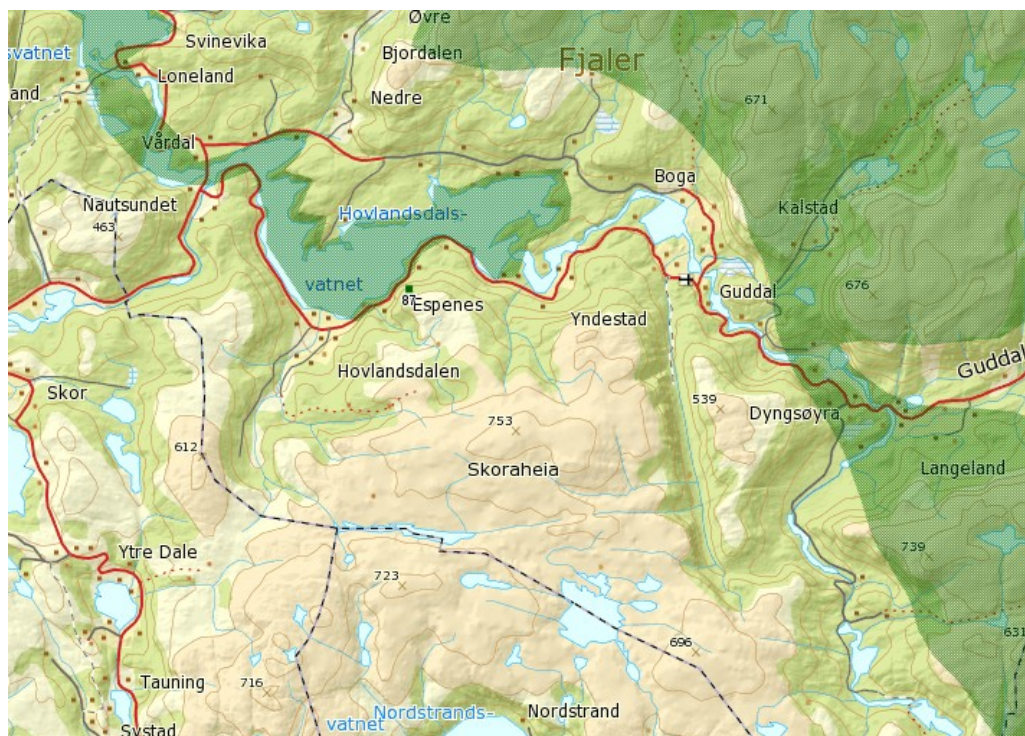 Øvre
Svinevika
Bjordalen
Fjaler
svatnet
Loneland
and
Nedre
671
Vårdal
Boga
Nautsundet
Hovlandsdals-
Kalstad
463
vatnet
87
Espenes
Guddal
676
Yndestad
Guddal
Hovlandsdalen
Skor
539
Dyngsøyra
753
612
Skoraheia
Langeland
Ytre Dale
739
723
696
631
Tauning
716
Nordstrands-
vatnet
Nordstrand
Systad